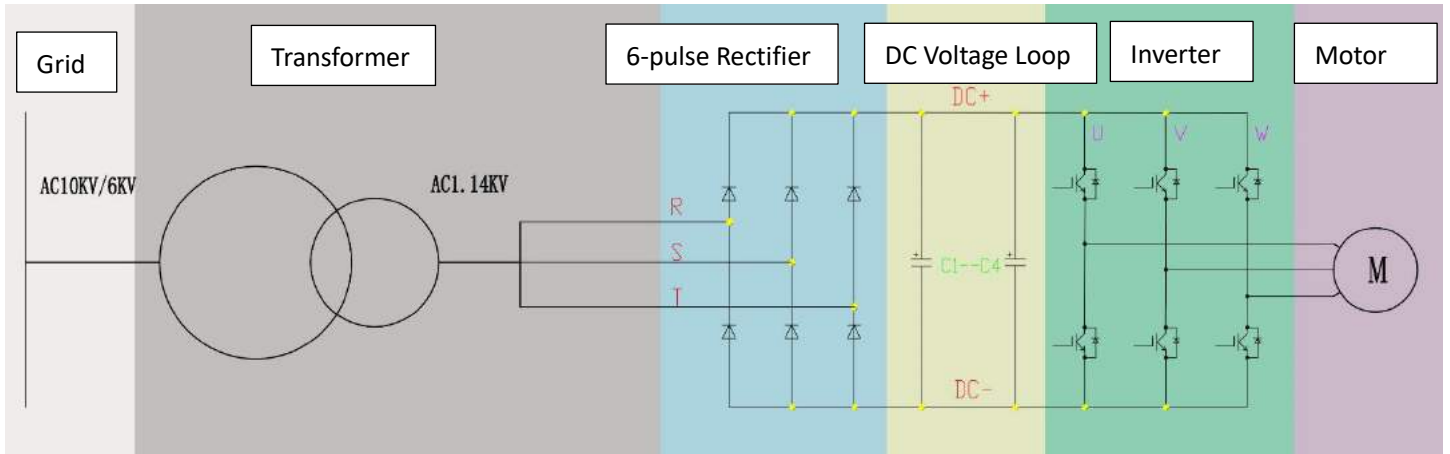 Grid
Transformer
6-pulse Rectifier
DC Voltage Loop
Inverter
Motor
DC+
U
V
W
AC10KV/6KV
AC1.14KV
R
S
C1--C4
M
T
DC-